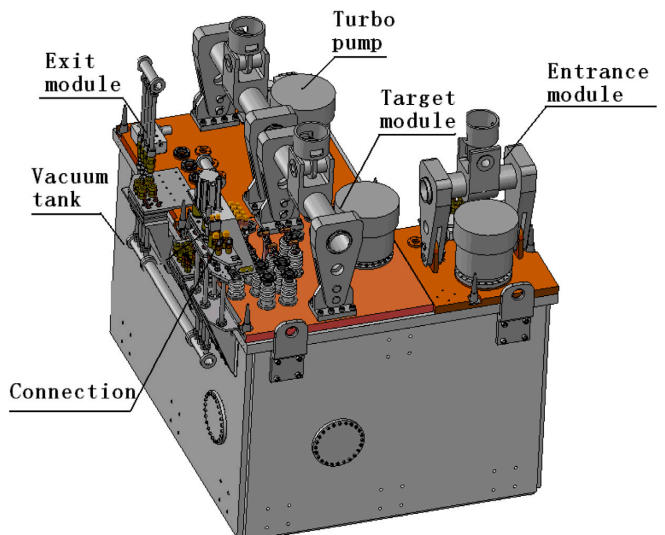 Turbo
pump
Exit
module
Target
module
Entrance
module
Vacuum
tank
Connection